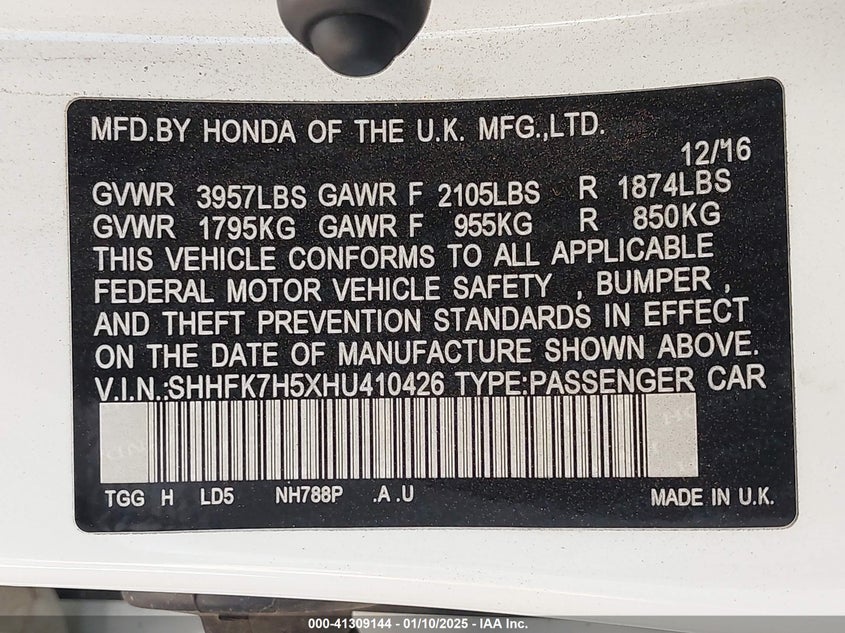 MFD.BY HONDA OF THE U.K. MFG.,LTD.
12/'16
GVWR 3957LBS GAWR F 2105LBS R 1874LBS
GVWR 1795KG GAWR F 955KG R 850KG
THIS VEHICLE CONFORMS TO ALL APPLICABLE
FEDERAL MOTOR VEHICLE SAFETY , BUMPER ,
AND THEFT PREVENTION STANDARDS IN EFFECT
ON THE DATE OF MANUFACTURE SHOWN ABOVE.
V.I.N.:SHHFK7H5XHU410426 TYPE:PASSENGER CAR
TGG H LD5 NH788P .A .U MADE IN U.K.
000-41309144 - 01/10/2025 - IAA Inc.